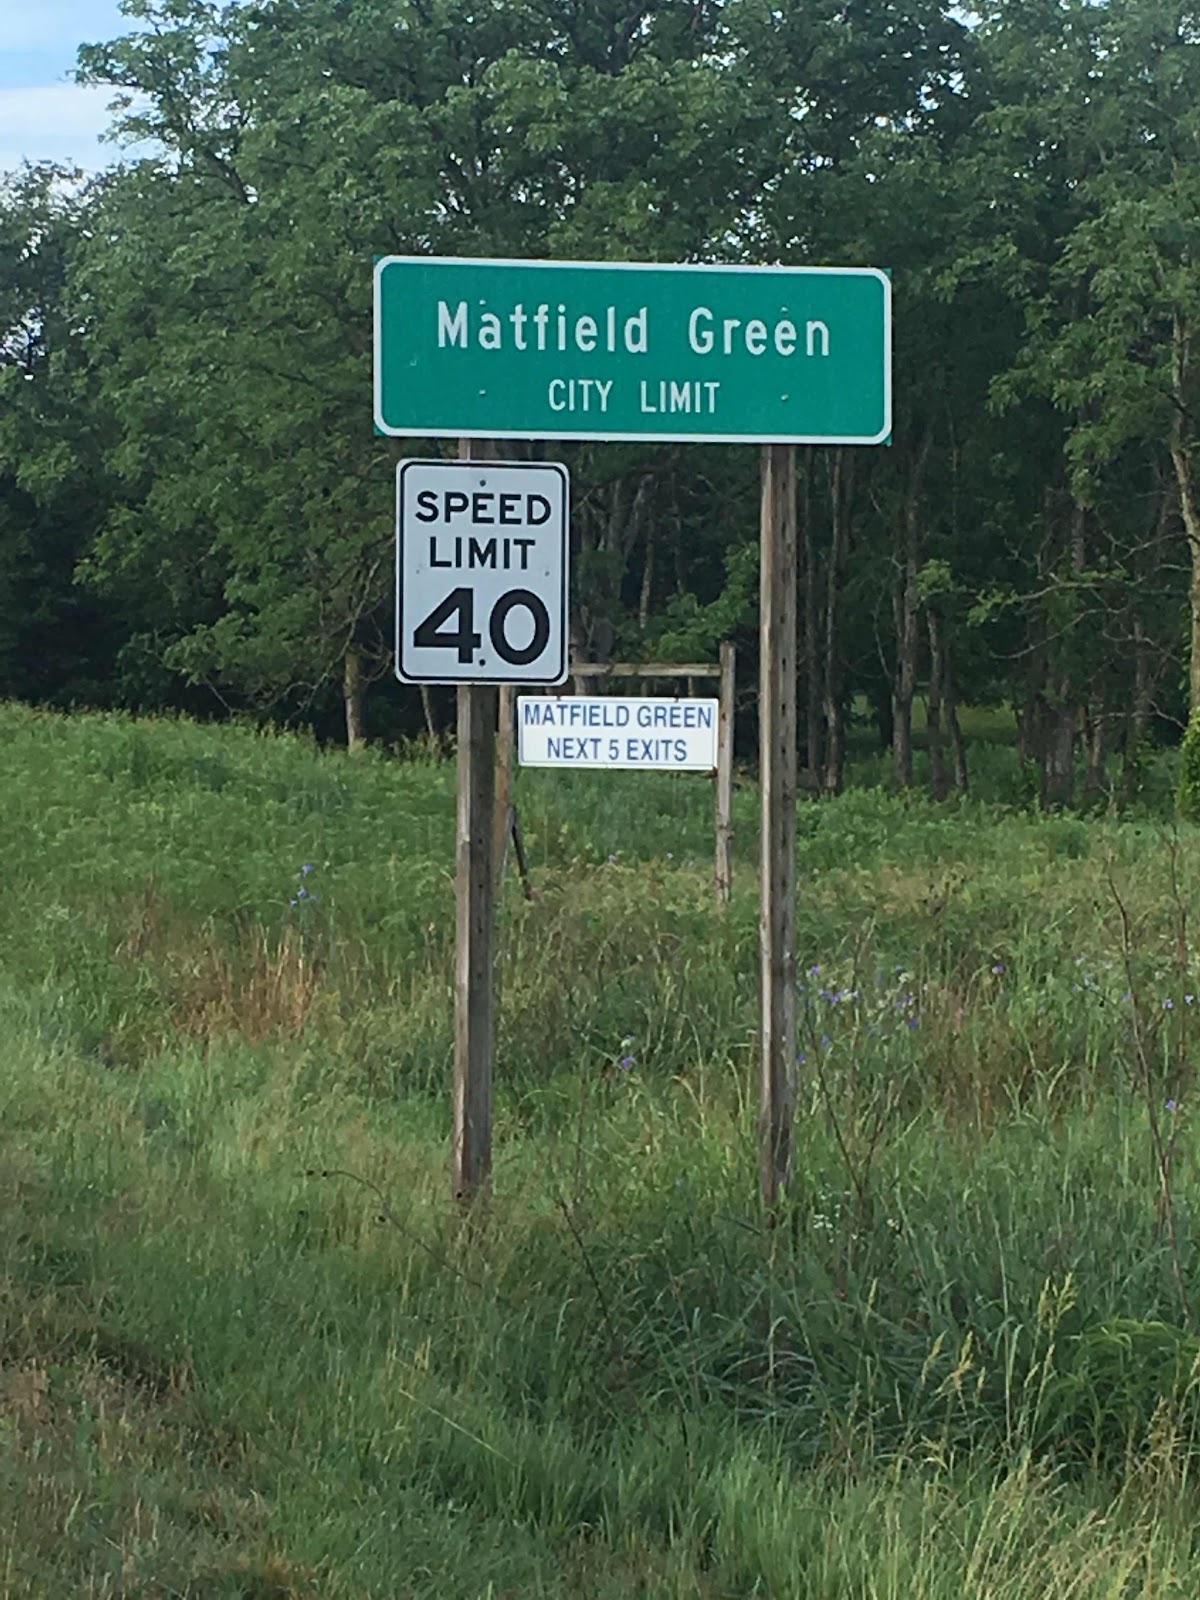 Matfield Green
CITY LIMIT
SPEED
LIMIT
40
MATFIELD GREEN
NEXT 5 EXITS